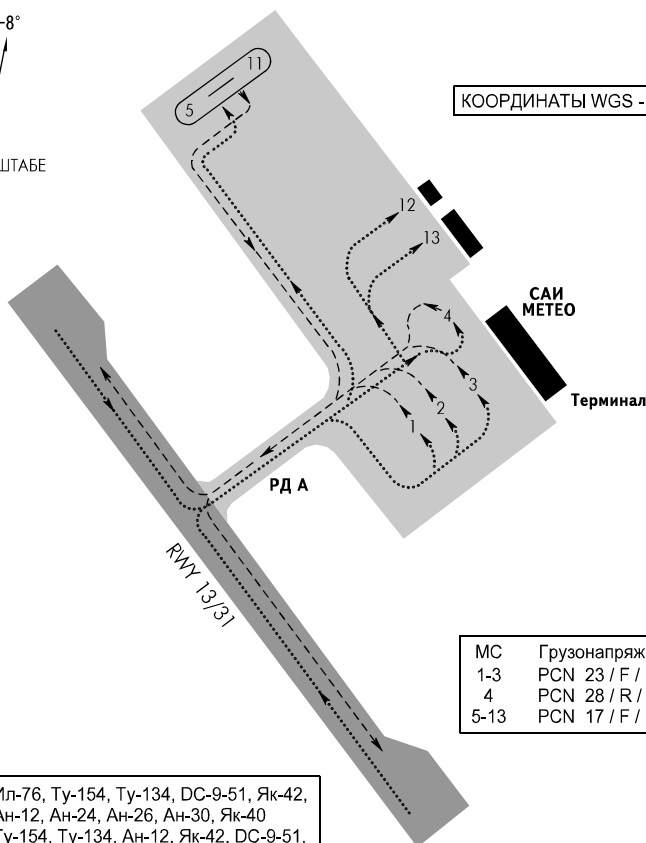 -8°
КООРДИНАТЫ WGS -
ШТАБЕ
11
5
12
13
САИ
МЕТЕО
4
3
Терминал
2
1
РД А
RWY 13/31
МС Грузонапряж
1-3 PCN 23 / F /
4 PCN 28 / R /
5-13 PCN 17 / F /
Ил-76, Ту-154, Ту-134, DC-9-51, Як-42,
Ан-12, Ан-24, Ан-26, Ан-30, Як-40
Ту-154, Ту-134, Ан-12, Як-42, DC-9-51,